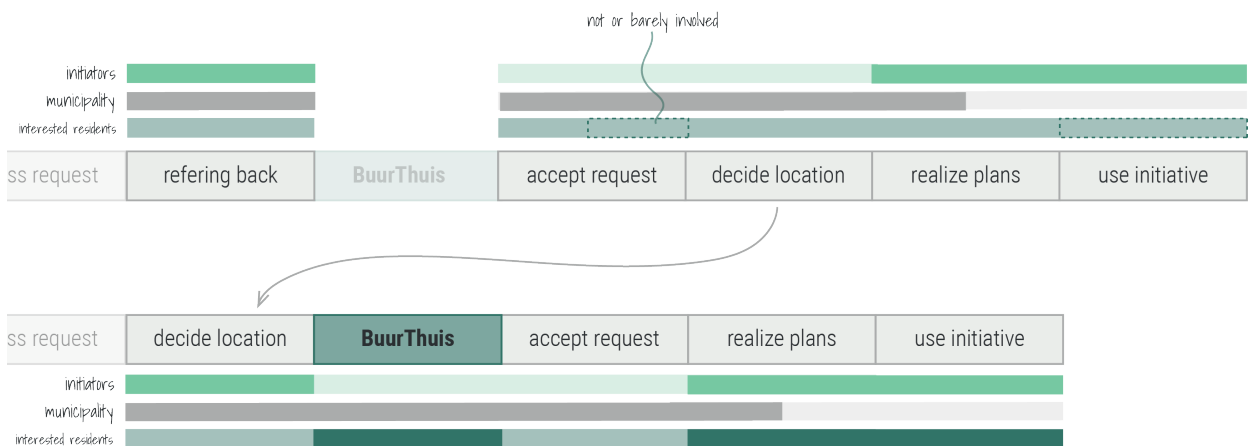 not or barely involved
initiators
municipality
interested residents
ss request refering back BuurThuis accept request decide location realize plans use initiative
ss request decide location BuurThuis accept request realize plans use initiative
initiators
municipality
interested residents